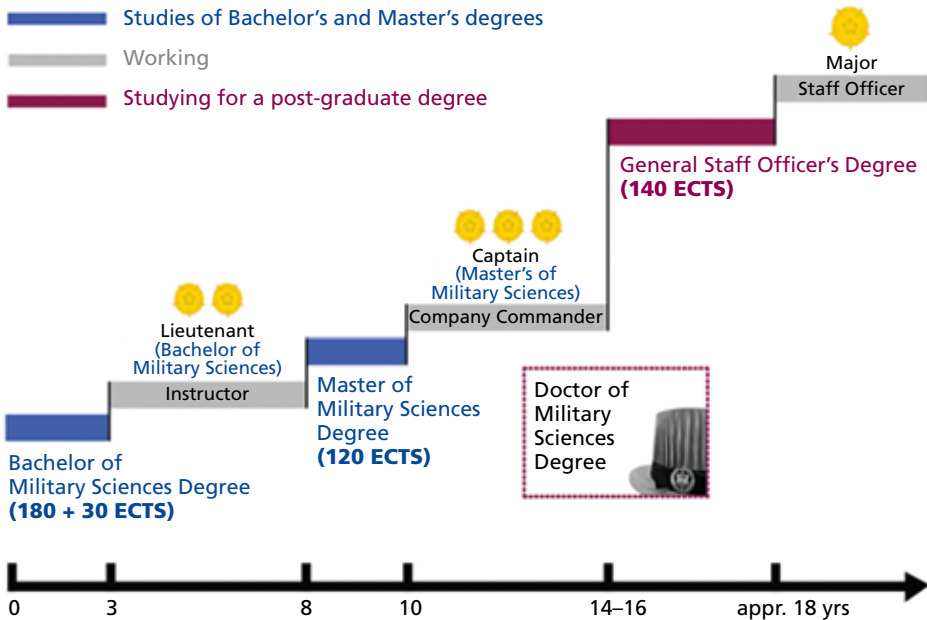 Studies of Bachelor's and Master's degrees
Working
Studying for a post-graduate degree
Major
Staff Officer
General Staff Officer's Degree
(140 ECTS)
Captain
(Master's of
Military Sciences)
Company Commander
Lieutenant
(Bachelor of
Military Sciences)
Instructor
Master of
Military Sciences
Degree
(120 ECTS)
Doctor of
Military
Sciences
Degree
Bachelor of
Military Sciences Degree
(180 + 30 ECTS)
0 3 8 10 14–16 appr. 18 yrs